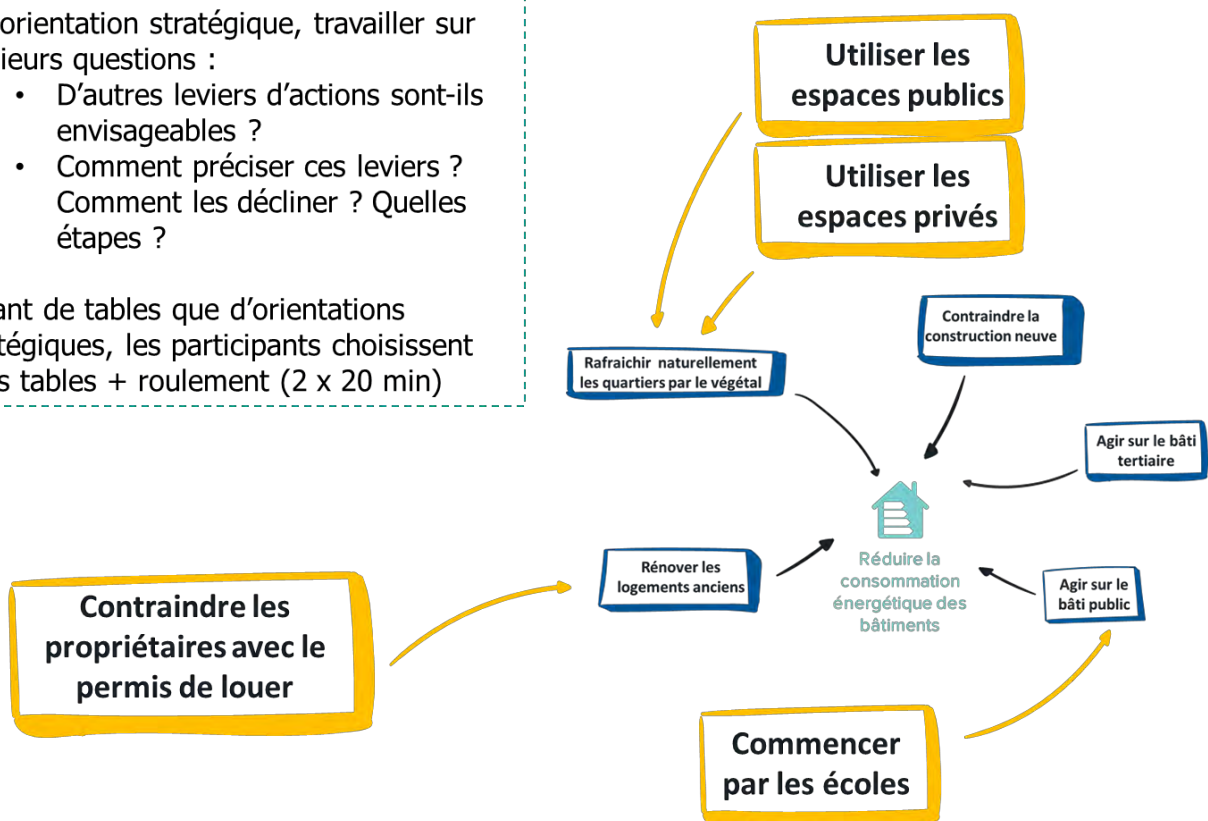 orientation stratégique, travailler sur
ieurs questions :
• D’autres leviers d’actions sont-ils
envisageables ?
• Comment préciser ces leviers ?
Comment les décliner ? Quelles
étapes ?
ant de tables que d’orientations
tégiques, les participants choisissent
s tables + roulement (2 x 20 min)
Utiliser les
espaces publics
Utiliser les
espaces privés
Contraindre la
construction neuve
Rafraichir naturellement
les quartiers par le végétal
Agir sur le bâti
tertiaire
Rénover les
logements anciens
Réduire la
consommation
énergétique des
bâtiments
Agir sur le
bâti public
Contraindre les
propriétaires avec le
permis de louer
Commencer
par les écoles